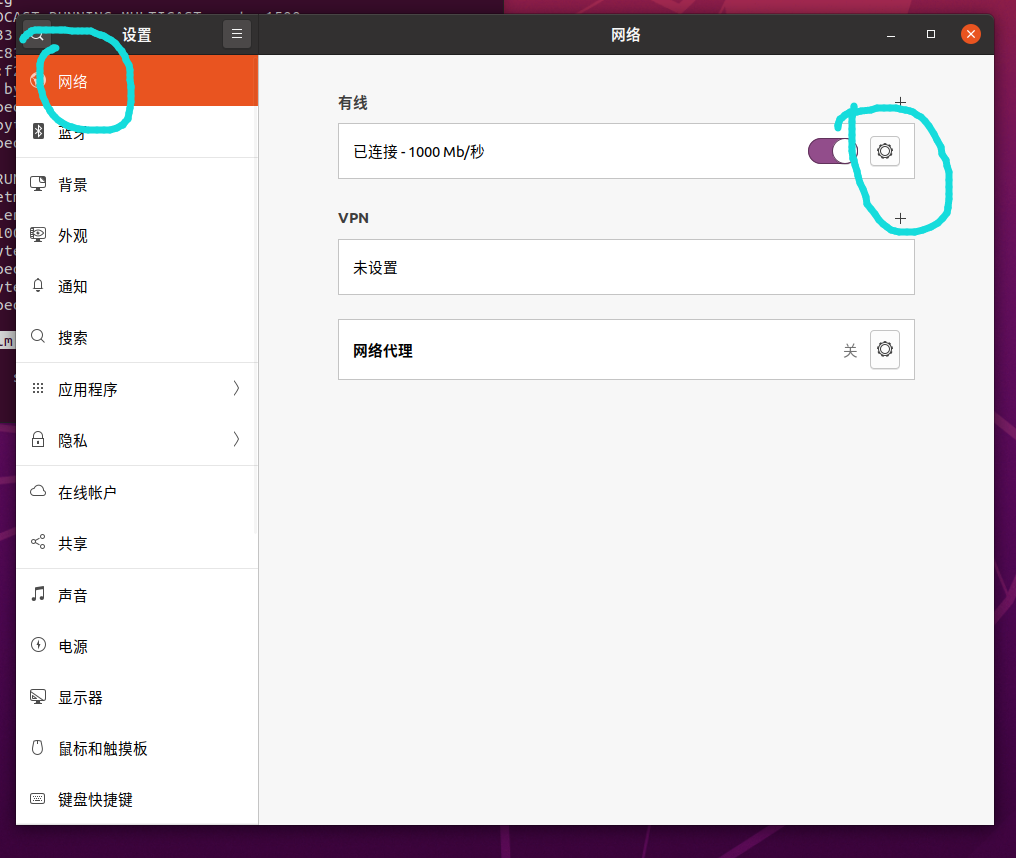 设置
网络
网络
蓝牙
背景
外观
通知
搜索
应用程序
隐私
在线帐户
共享
声音
电源
显示器
鼠标和触摸板
键盘快捷键
有线
已连接 - 1000 Mb/秒
VPN
未设置
网络代理
关